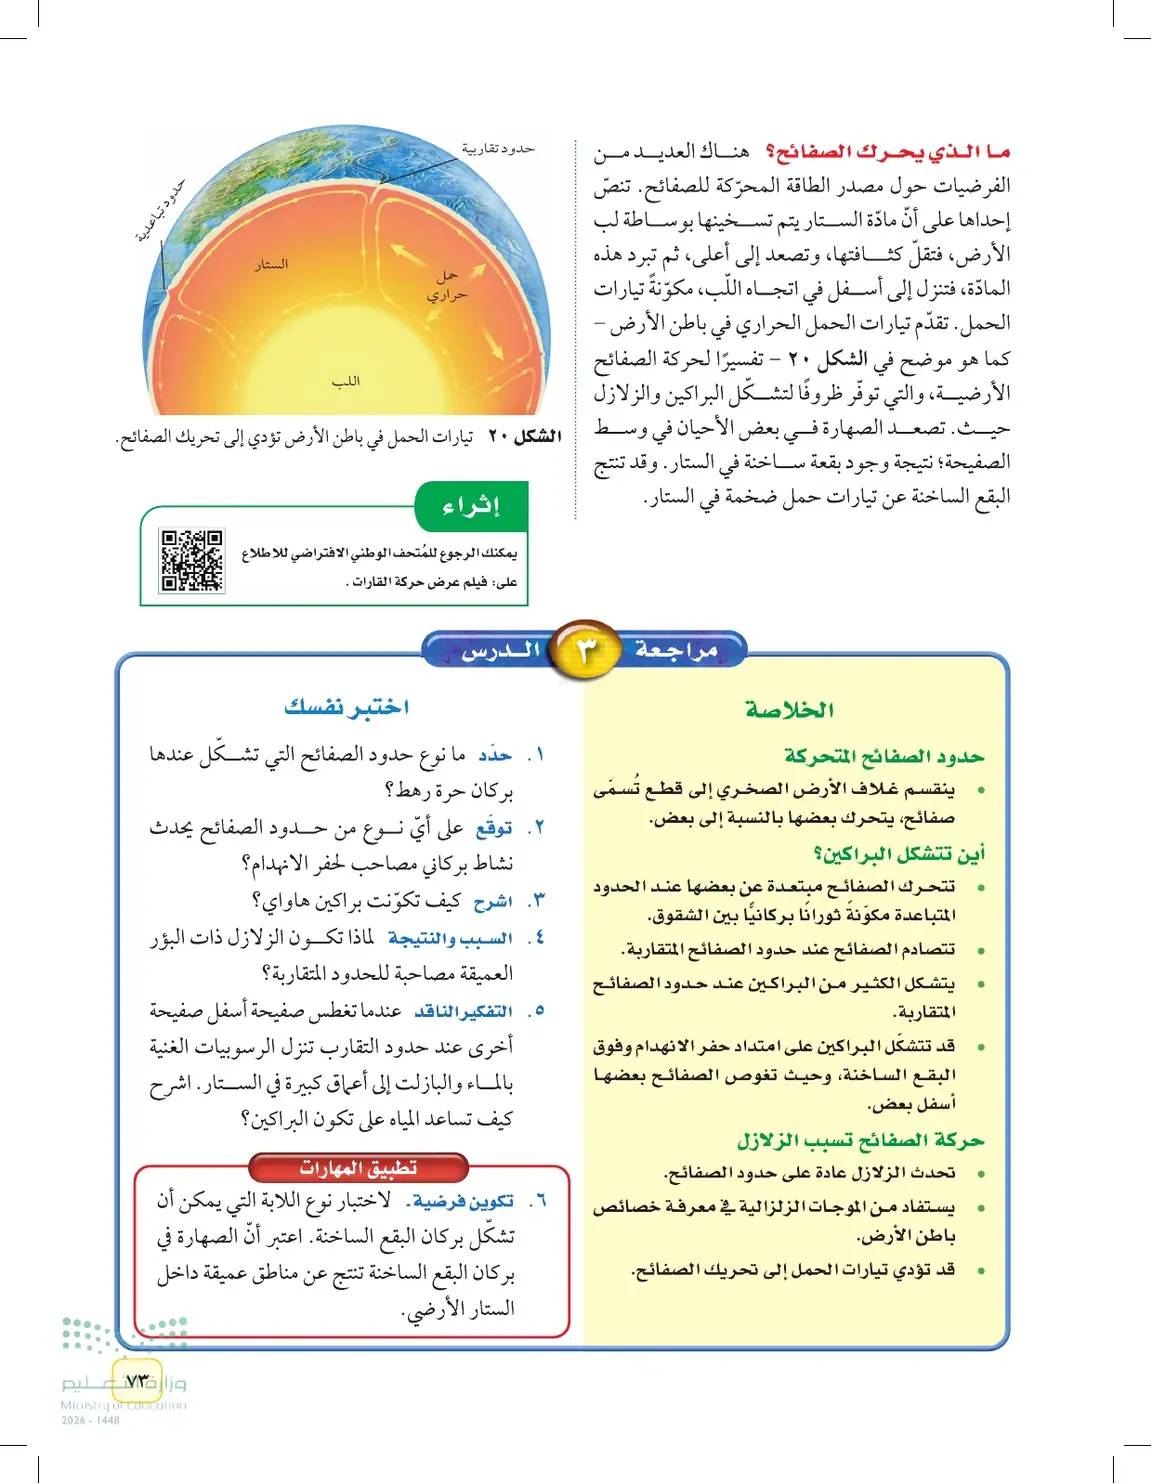 ما الذي يحرك الصفائح؟ هناك العديد من
الفرضيات حول مصدر الطاقة المحرّكة للصفائح. تنصّ
إحداها على أنّ مادّة الستار يتم تسخينها بوساطة لب
الأرض، فتقلّ كثافتها، وتصعد إلى أعلى، ثم تبرد هذه
المادّة، فتنزل إلى أسفل في اتجاه اللّب، مكوّنةً تيارات
الحمل. تقدّم تيارات الحمل الحراري في باطن الأرض –
كما هو موضح في الشكل ٢٠ – تفسيرًا لحركة الصفائح
الأرضية، والتي توفّر ظروفًا لتشكّل البراكين والزلازل
حيث. تصعد الصهارة في بعض الأحيان في وسط
الصفيحة؛ نتيجة وجود بقعة ساخنة في الستار. وقد تنتج
البقع الساخنة عن تيارات حمل ضخمة في الستار.
حدود تقاربية
حدود تباعدية
الستار
حمل
حراري
اللب
الشكل ٢٠ تيارات الحمل في باطن الأرض تؤدي إلى تحريك الصفائح.
إثراء
يمكنك الرجوع للمُتحف الوطني الافتراضي للاطلاع
على: فيلم عرض حركة القارات .
مراجعة ٣ الدرس
الخلاصة
حدود الصفائح المتحركة
• ينقسم غلاف الأرض الصخري إلى قطع تُسمّى
صفائح، يتحرك بعضها بالنسبة إلى بعض.
أين تتشكل البراكين؟
• تتحرك الصفائح مبتعدة عن بعضها عند الحدود
المتباعدة مكوّنةً ثورانًا بركانيًّا بين الشقوق.
• تتصادم الصفائح عند حدود الصفائح المتقاربة.
• يتشكل الكثير من البراكين عند حدود الصفائح
المتقاربة.
• قد تتشكّل البراكين على امتداد حفر الانهدام وفوق
البقع الساخنة، وحيث تغوص الصفائح بعضها
أسفل بعض.
حركة الصفائح تسبب الزلازل
• تحدث الزلازل عادة على حدود الصفائح.
• يستفاد من الموجات الزلزالية في معرفة خصائص
باطن الأرض.
• قد تؤدي تيارات الحمل إلى تحريك الصفائح.
اختبر نفسك
١. حدّد ما نوع حدود الصفائح التي تشكّل عندها
بركان حرة رهط؟
٢. توقّع على أيّ نوع من حدود الصفائح يحدث
نشاط بركاني مصاحب لحفر الانهدام؟
٣. اشرح كيف تكوّنت براكين هاواي؟
٤. السبب والنتيجة لماذا تكون الزلازل ذات البؤر
العميقة مصاحبة للحدود المتقاربة؟
٥. التفكير الناقد عندما تغطس صفيحة أسفل صفيحة
أخرى عند حدود التقارب تنزل الرسوبيات الغنية
بالماء والبازلت إلى أعماق كبيرة في الستار. اشرح
كيف تساعد المياه على تكون البراكين؟
تطبيق المهارات
٦. تكوين فرضية. لاختبار نوع اللابة التي يمكن أن
تشكّل بركان البقع الساخنة. اعتبر أنّ الصهارة في
بركان البقع الساخنة تنتج عن مناطق عميقة داخل
الستار الأرضي.
وزارة التعليم
٧٣
Ministry of Education
2026 - 1448